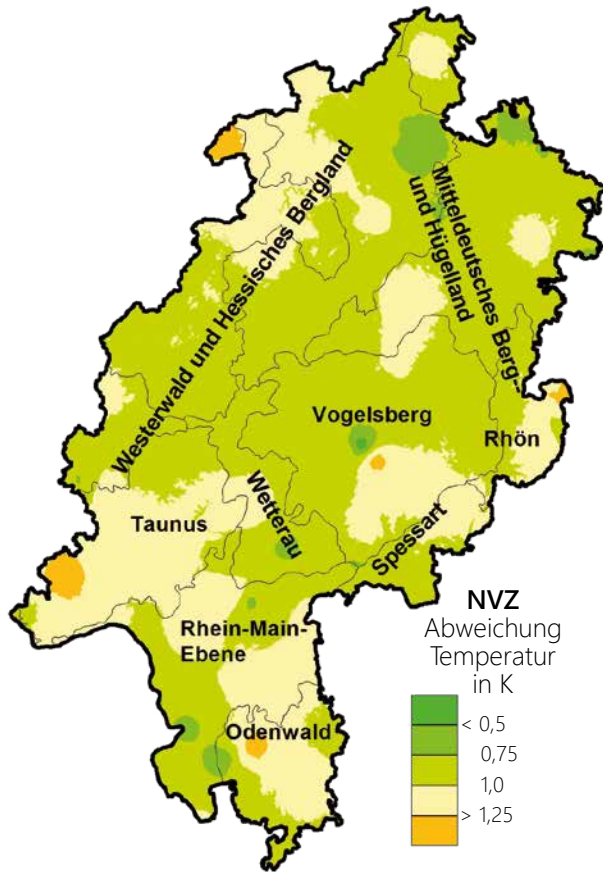 Westerwald und Hessisches Bergland
Mitteldeutsches Berg-
und Hügelland
Vogelsberg
Rhön
Taunus
Wetterau
Spessart
Rhein-Main-
Ebene
Odenwald
NVZ
Abweichung
Temperatur
in K
< 0,5
0,75
1,0
> 1,25